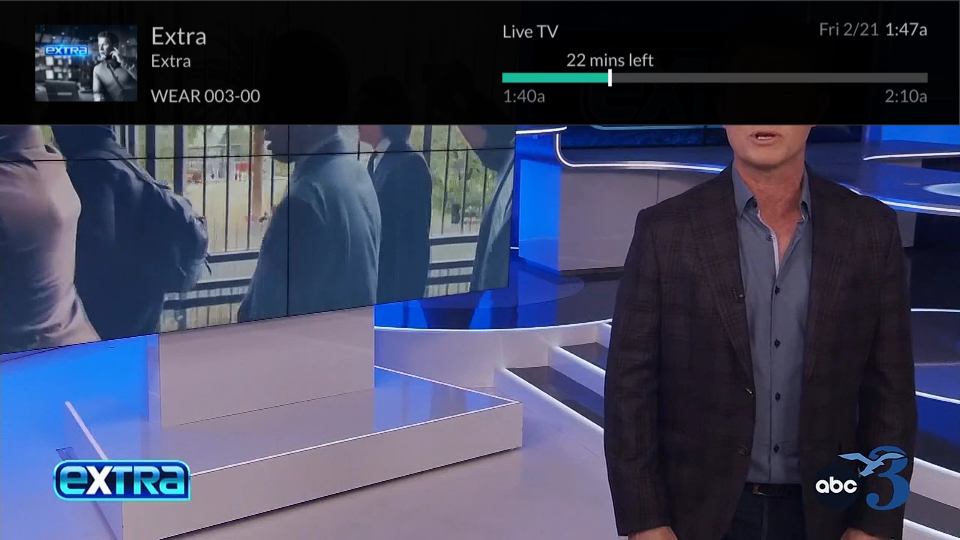 extra
Extra
Extra
WEAR 003-00
Live TV
Fri 2/21 1:47a
22 mins left
1:40a
2:10a
extra
abc 3